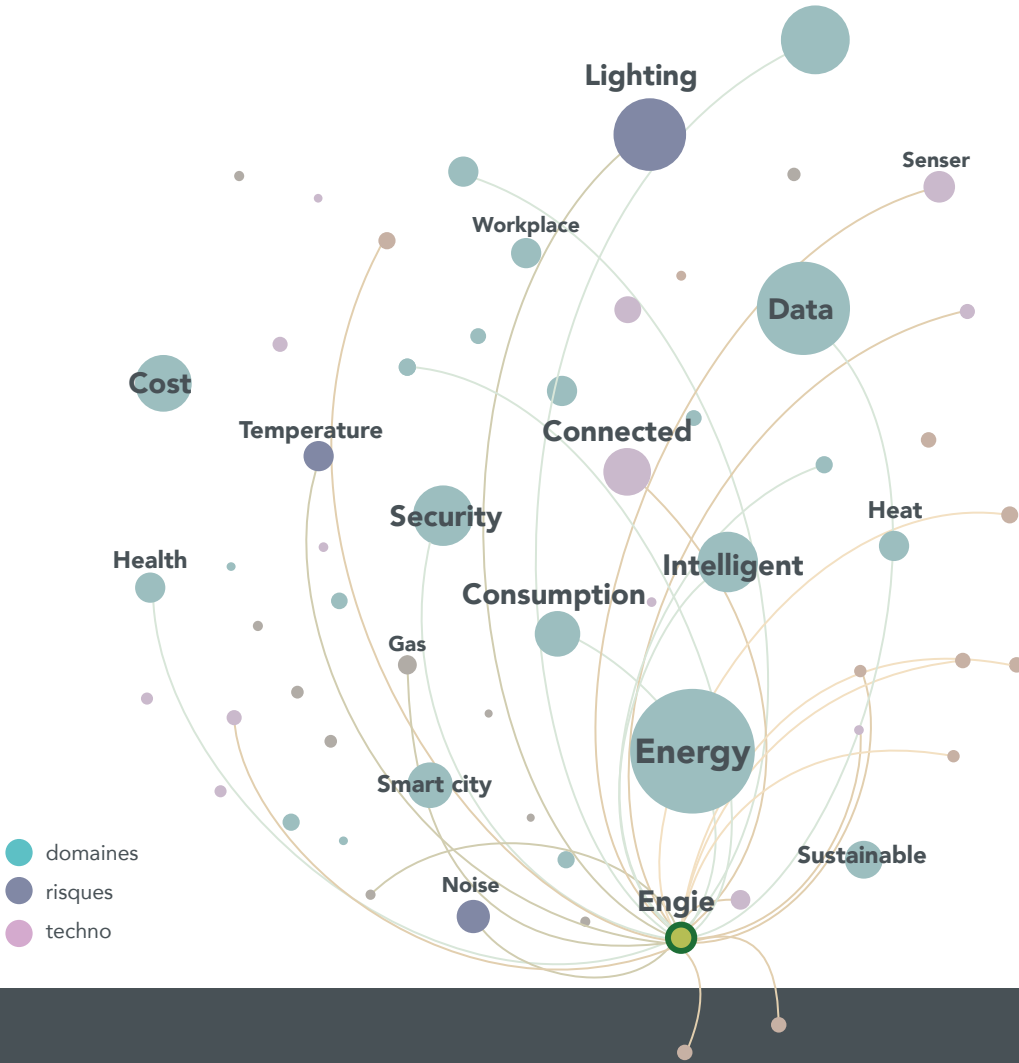 Lighting
Senser
Workplace
Data
Cost
Temperature
Connected
Security
Heat
Health
Intelligent
Consumption
Gas
Energy
Smart city
domaines
Sustainable
risques
Noise
Engie
techno